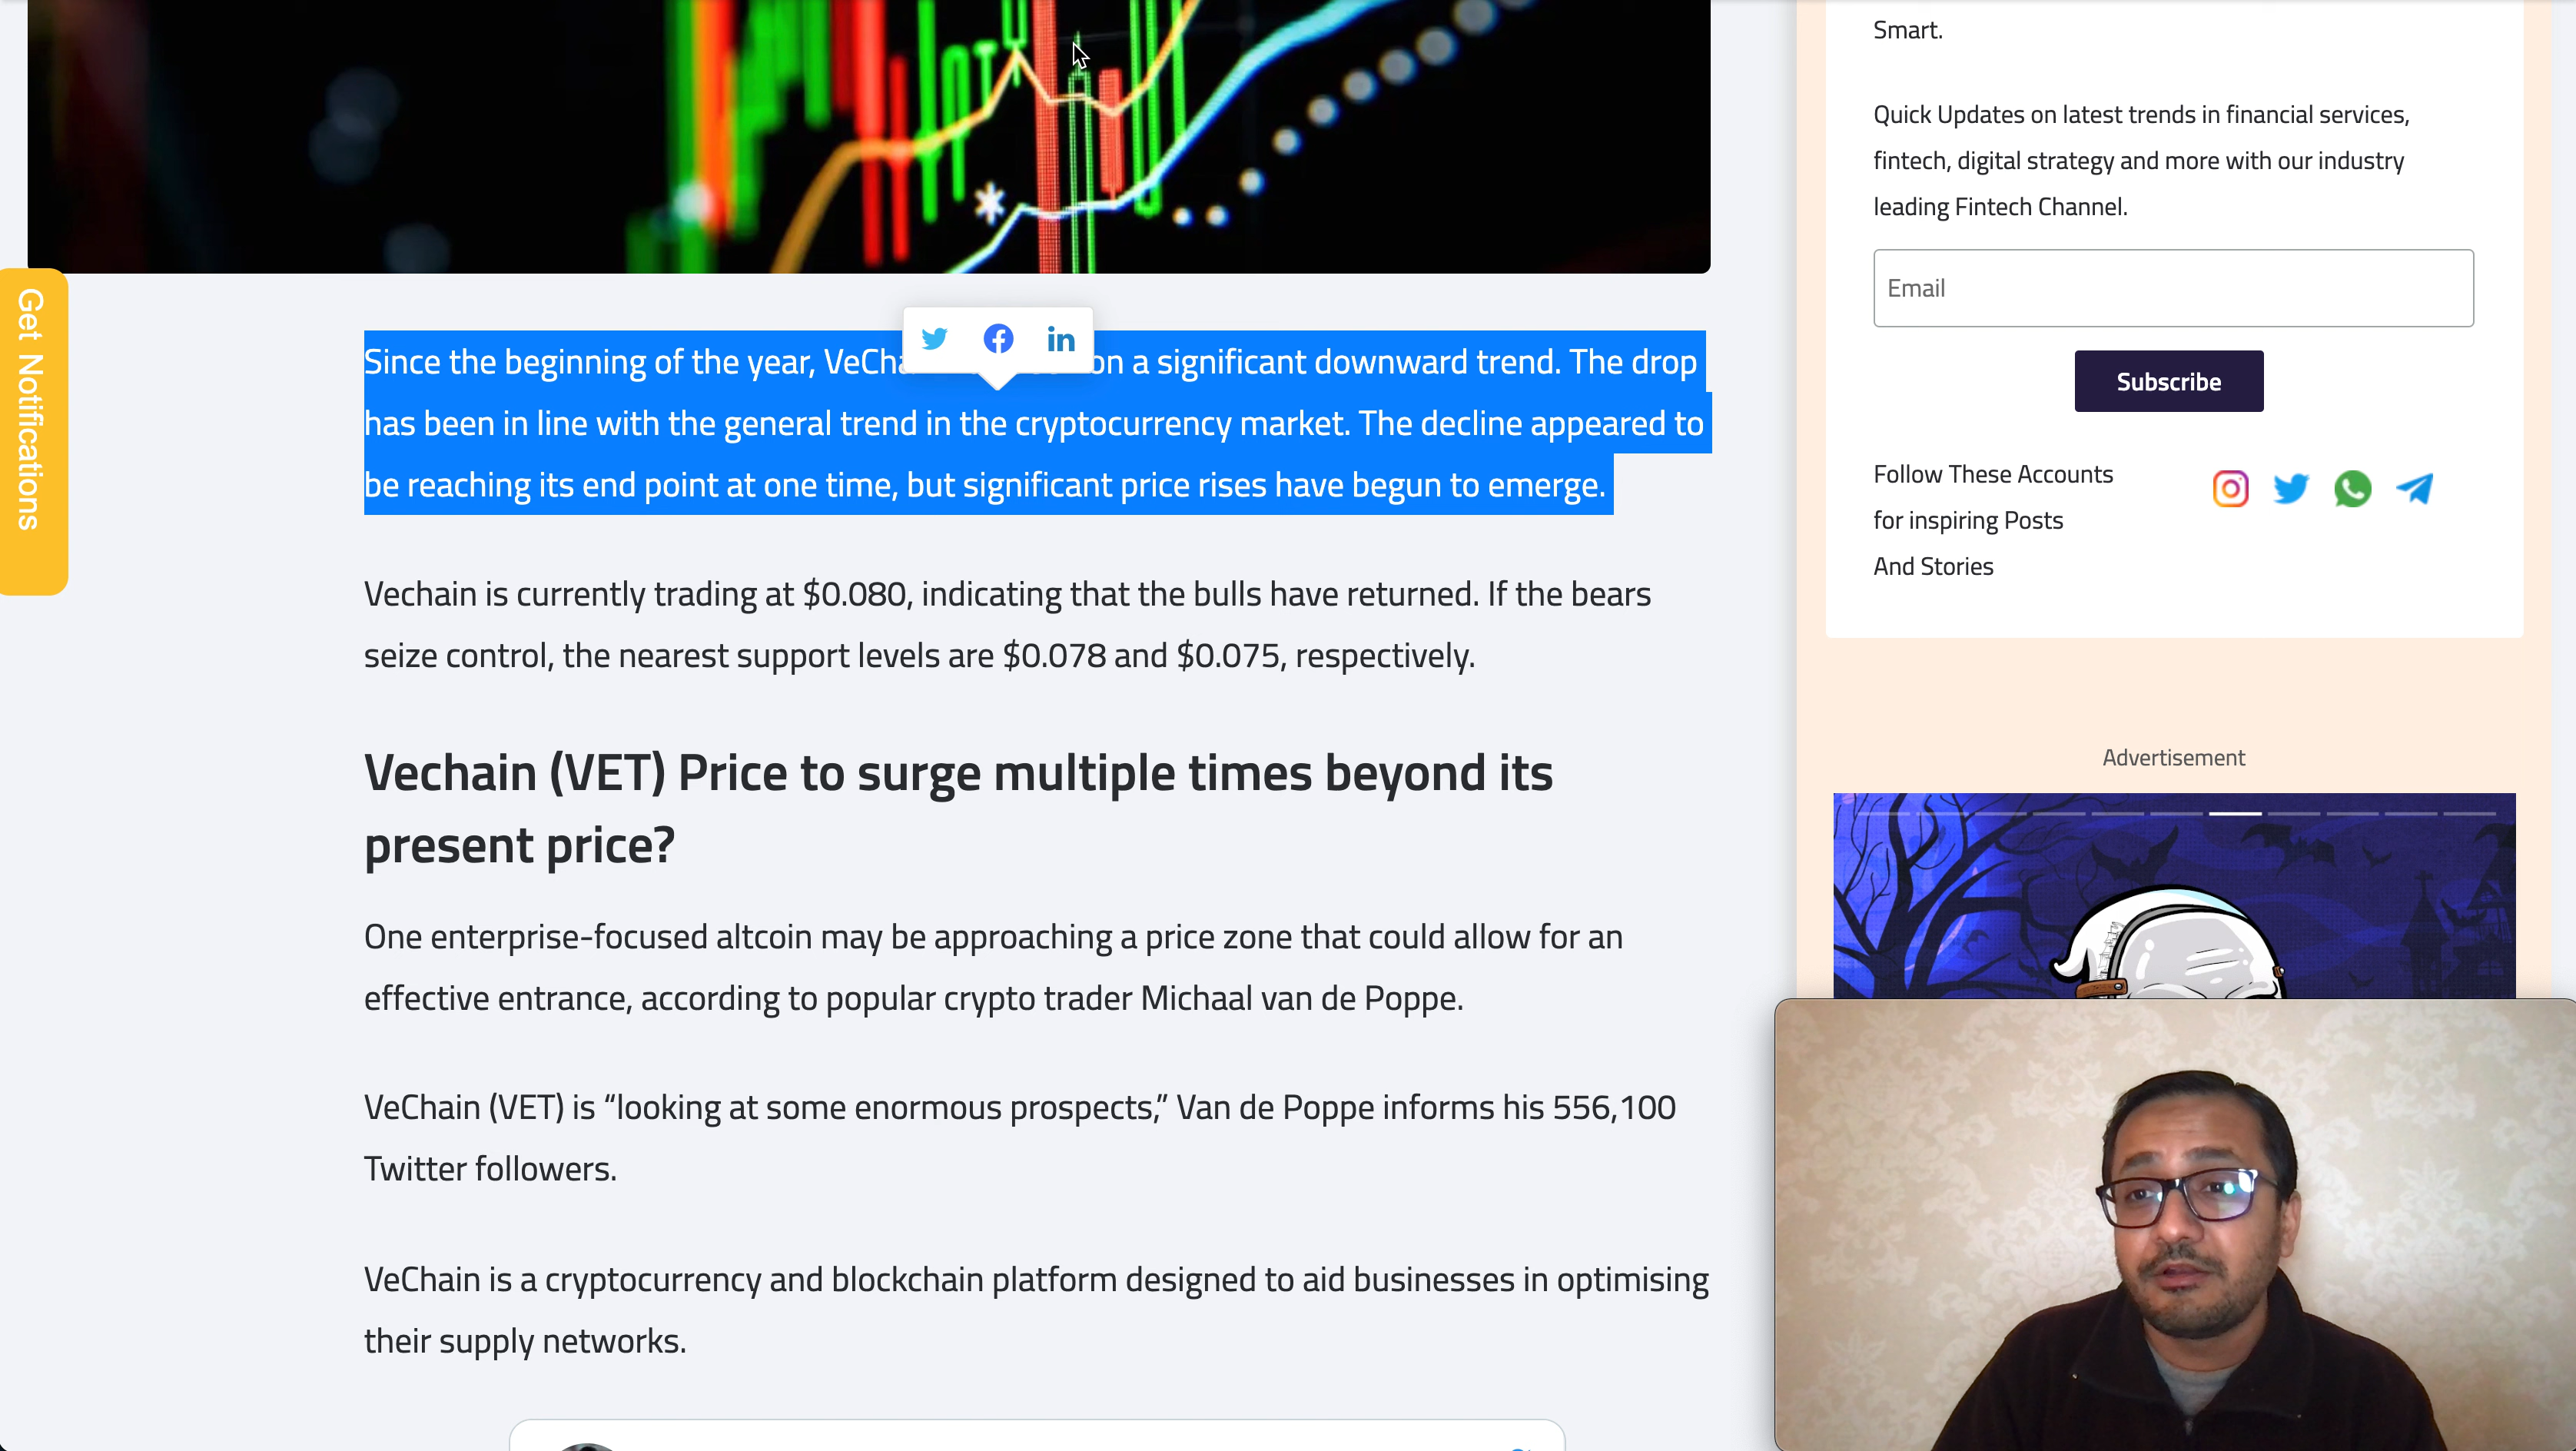 Since the beginning of the year, VeCha on a significant downward trend. The drop
has been in line with the general trend in the cryptocurrency market. The decline appeared to
be reaching its end point at one time, but significant price rises have begun to emerge.
Vechain is currently trading at $0.080, indicating that the bulls have returned. If the bears
seize control, the nearest support levels are $0.078 and $0.075, respectively.
Vechain (VET) Price to surge multiple times beyond its
present price?
One enterprise-focused altcoin may be approaching a price zone that could allow for an
effective entrance, according to popular crypto trader Michaal van de Poppe.
VeChain (VET) is “looking at some enormous prospects,” Van de Poppe informs his 556,100
Twitter followers.
VeChain is a cryptocurrency and blockchain platform designed to aid businesses in optimising
their supply networks.
Get Notifications
Smart.
Quick Updates on latest trends in financial services,
fintech, digital strategy and more with our industry
leading Fintech Channel.
Email
Subscribe
Follow These Accounts
for inspiring Posts
And Stories
Advertisement